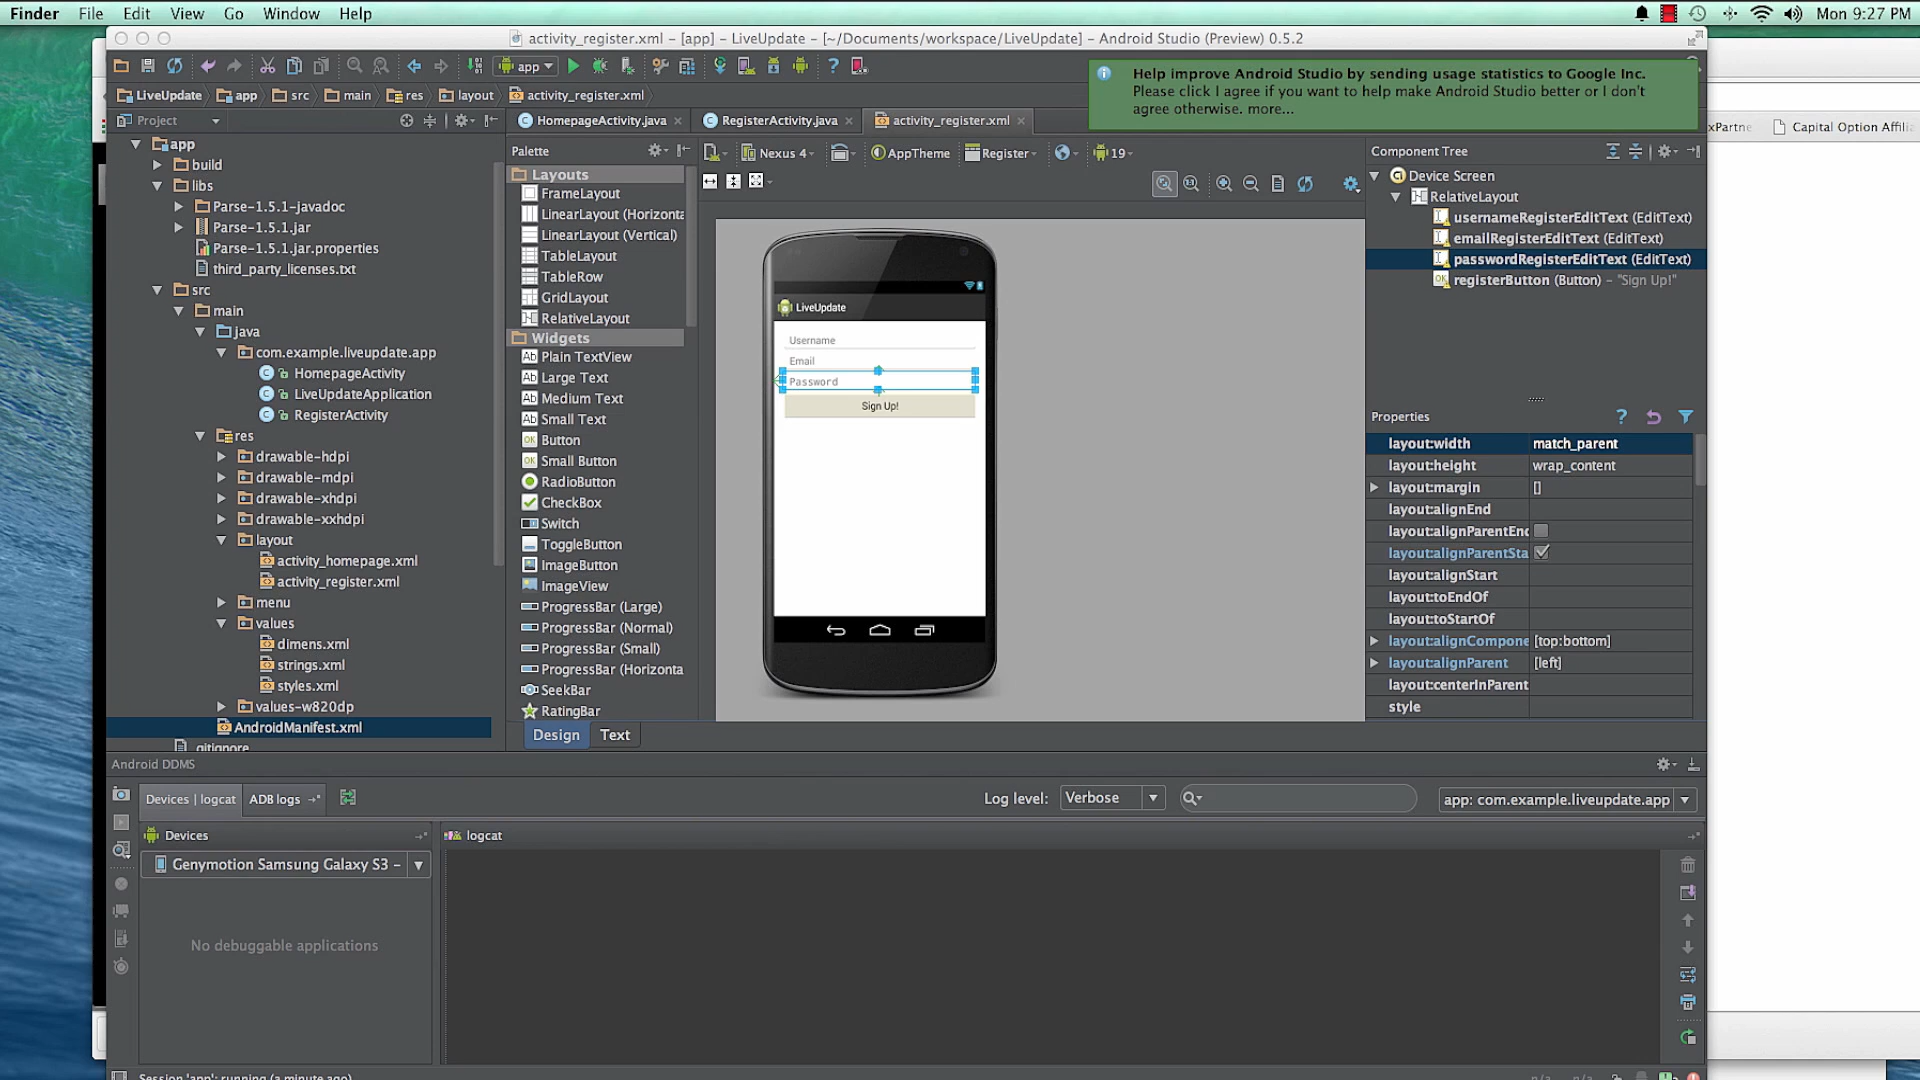 Finder File Edit View Go Window Help
Mon 9:27 PM
activity_register.xml – [app] – LiveUpdate – [~/Documents/workspace/LiveUpdate] – Android Studio (Preview) 0.5.2
app
Help improve Android Studio by sending usage statistics to Google Inc.
Please click I agree if you want to help make Android Studio better or I don't
agree otherwise. more...
LiveUpdate app src main res layout activity_register.xml
Project
HomepageActivity.java RegisterActivity.java activity_register.xml
Capital Option Affilia
app
build
libs
Parse-1.5.1-javadoc
Parse-1.5.1.jar
Parse-1.5.1.jar.properties
third_party_licenses.txt
src
main
java
com.example.liveupdate.app
HomepageActivity
LiveUpdateApplication
RegisterActivity
res
drawable-hdpi
drawable-mdpi
drawable-xhdpi
drawable-xxhdpi
layout
activity_homepage.xml
activity_register.xml
menu
values
dimens.xml
strings.xml
styles.xml
values-w820dp
AndroidManifest.xml
.gitignore
Palette
Layouts
FrameLayout
LinearLayout (Horizonta
LinearLayout (Vertical)
TableLayout
TableRow
GridLayout
RelativeLayout
Widgets
Plain TextView
Large Text
Medium Text
Small Text
Button
Small Button
RadioButton
CheckBox
Switch
ToggleButton
ImageButton
ImageView
ProgressBar (Large)
ProgressBar (Normal)
ProgressBar (Small)
ProgressBar (Horizonta
SeekBar
RatingBar
Design Text
Nexus 4 AppTheme Register 19
LiveUpdate
Username
Email
Password
Sign Up!
Component Tree
Device Screen
RelativeLayout
usernameRegisterEditText (EditText)
emailRegisterEditText (EditText)
passwordRegisterEditText (EditText)
registerButton (Button) – "Sign Up!"
Properties
layout:width match_parent
layout:height wrap_content
layout:margin []
layout:alignEnd
layout:alignParentEnd
layout:alignParentSta
layout:alignStart
layout:toEndOf
layout:toStartOf
layout:alignCompone [top:bottom]
layout:alignParent [left]
layout:centerInParent
style
Android DDMS
Devices | logcat ADB logs
Log level: Verbose
app: com.example.liveupdate.app
Devices
logcat
Genymotion Samsung Galaxy S3 –
No debuggable applications
Session 'app': running (a minute ago)
n/a n/a